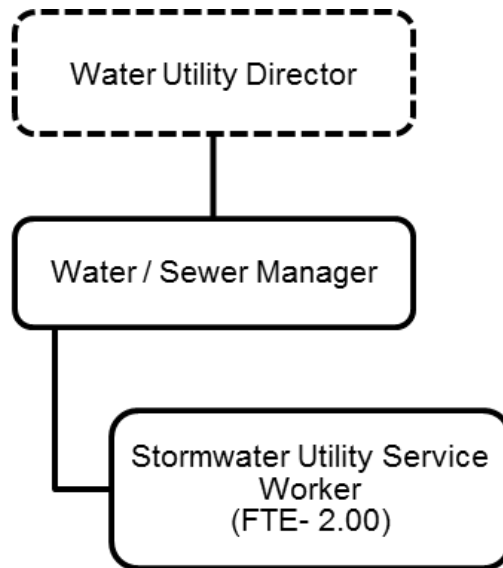 Water Utility Director
Water / Sewer Manager
Stormwater Utility Service
Worker
(FTE- 2.00)